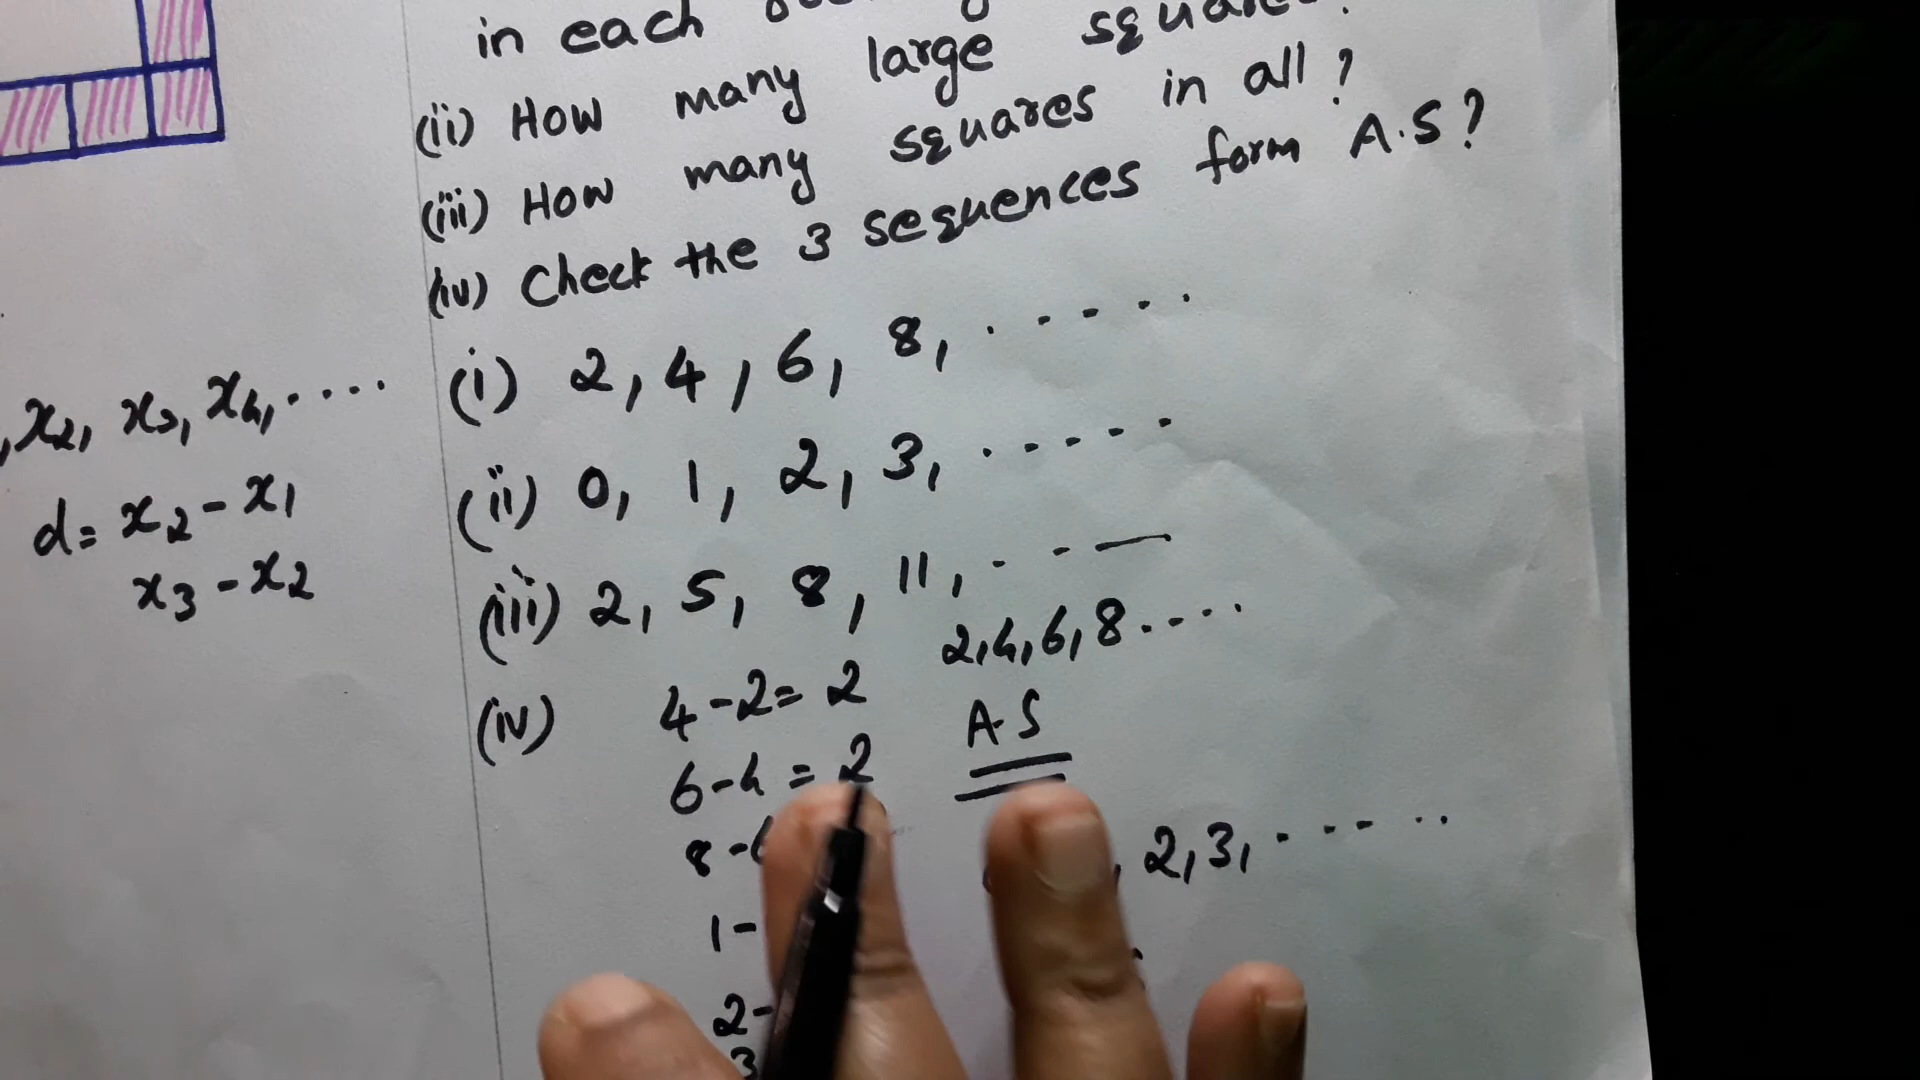 in each
(ii) How many large
(iii) How many squares in all?
(iv) Check the 3 sequences form A.S?
(i) 2, 4, 6, 8, .....
(ii) 0, 1, 2, 3, .....
(iii) 2, 5, 8, 11, . . —
(iv) 4-2=2 2,4,6,8....
6-4=2 A.S
8-
1- 2,3, .....
2-
3
,x2, x3, x4, ....
d= x2-x1
x3-x2